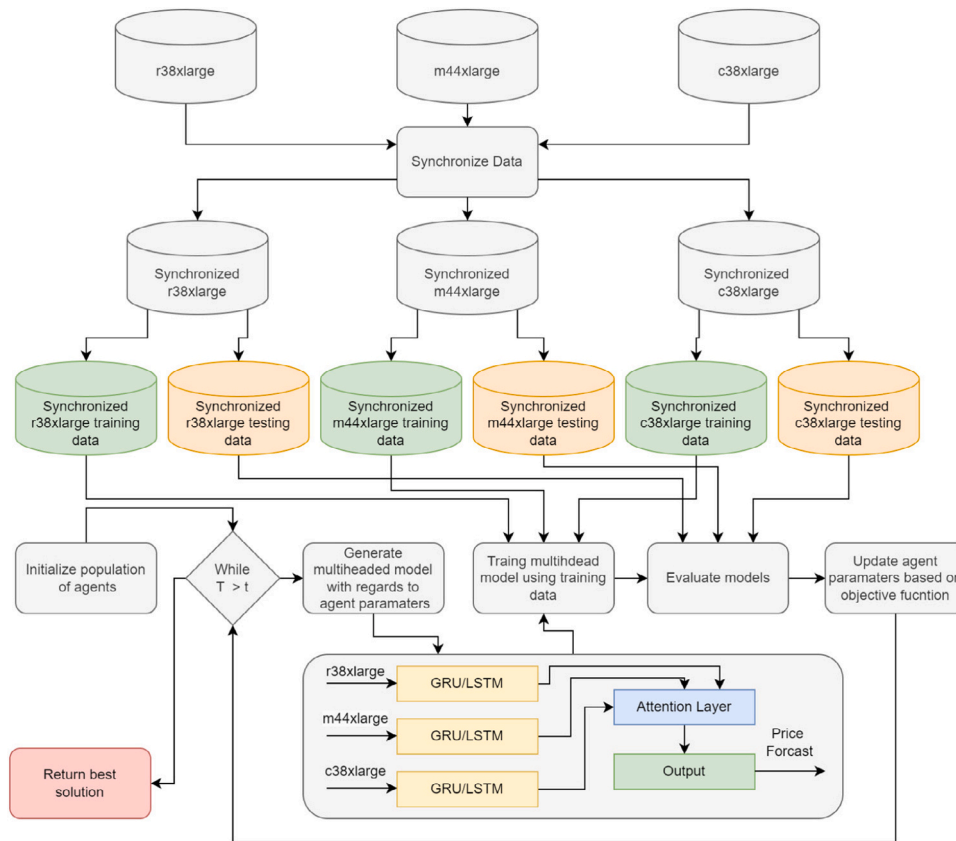 r38xlarge
m44xlarge
c38xlarge
Synchronize Data
Synchronized
r38xlarge
Synchronized
m44xlarge
Synchronized
c38xlarge
Synchronized
r38xlarge training
data
Synchronized
r38xlarge testing
data
Synchronized
m44xlarge training
data
Synchronized
m44xlarge testing
data
Synchronized
c38xlarge training
data
Synchronized
c38xlarge testing
data
Initialize population
of agents
While
T > t
Generate
multiheaded model
with regards to
agent paramaters
Traing multihdead
model using training
data
Evaluate models
Update agent
paramaters based on
objective fucntion
r38xlarge
GRU/LSTM
m44xlarge
GRU/LSTM
c38xlarge
GRU/LSTM
Attention Layer
Output
Price
Forcast
Return best
solution